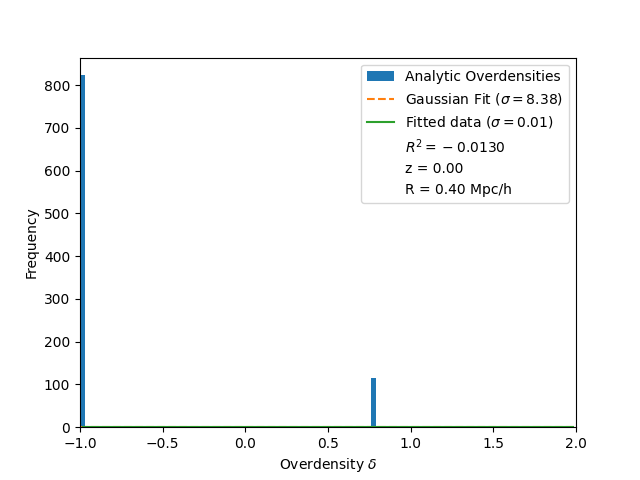 Analytic Overdensities
Gaussian Fit (σ = 8.38)
Fitted data (σ = 0.01)
R² = −0.0130
z = 0.00
R = 0.40 Mpc/h
800
700
600
500
400
300
200
100
0
Frequency
−1.0 −0.5 0.0 0.5 1.0 1.5 2.0
Overdensity δ